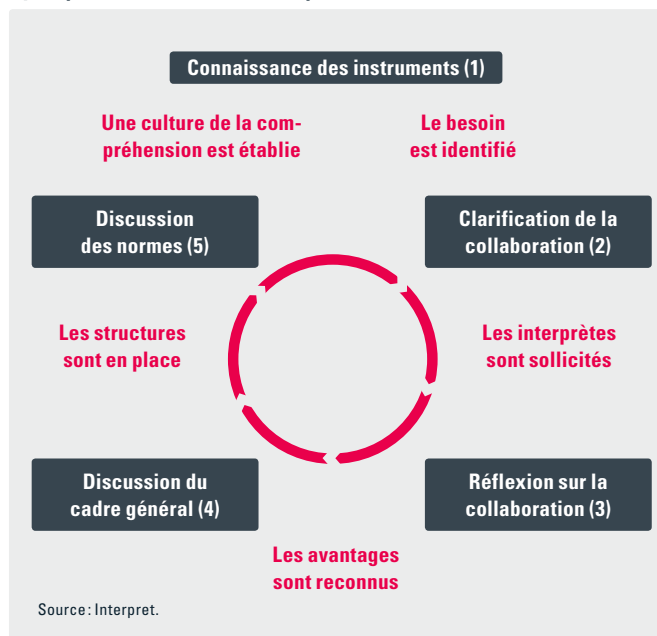 Connaissance des instruments (1)
Une culture de la com-
préhension est établie
Le besoin
est identifié
Discussion
des normes (5)
Clarification de la
collaboration (2)
Les structures
sont en place
Les interprètes
sont sollicités
Discussion du
cadre général (4)
Réflexion sur la
collaboration (3)
Les avantages
sont reconnus
Source: Interpret.